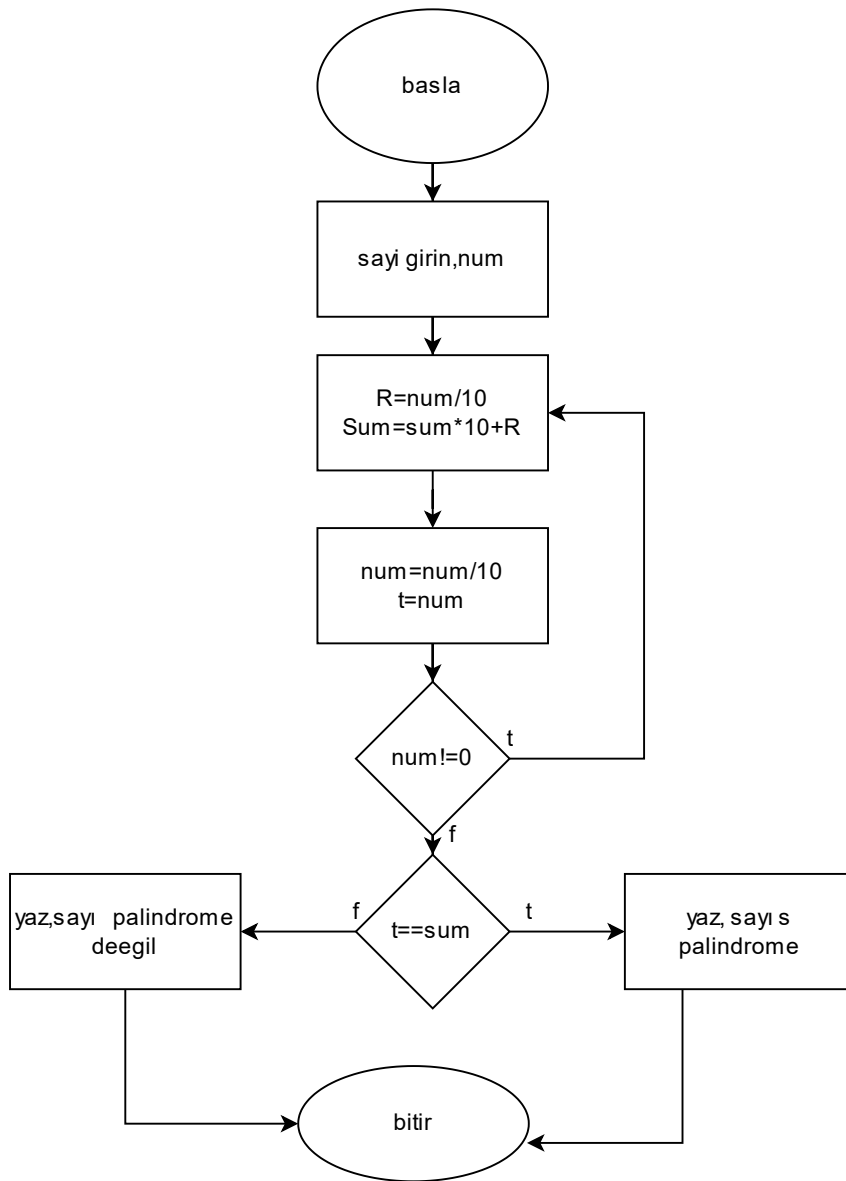 basla
sayi girin,num
R=num/10
Sum=sum*10+R
num=num/10
t=num
num!=0
t
f
yaz,sayı palindrome
deegil
f
t==sum
t
yaz, sayı s
palindrome
bitir